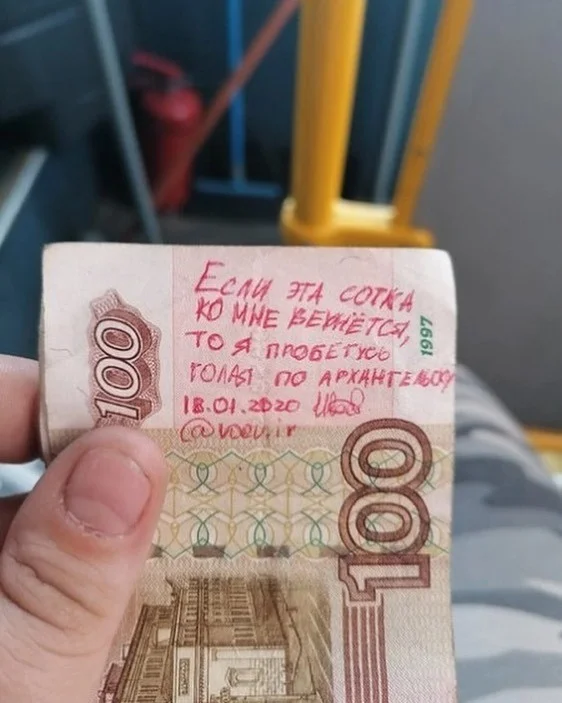 Если эта сотка
ко мне вернётся,
то я пробегусь
голая по Архангельску
18.01.2020
1997
100
100